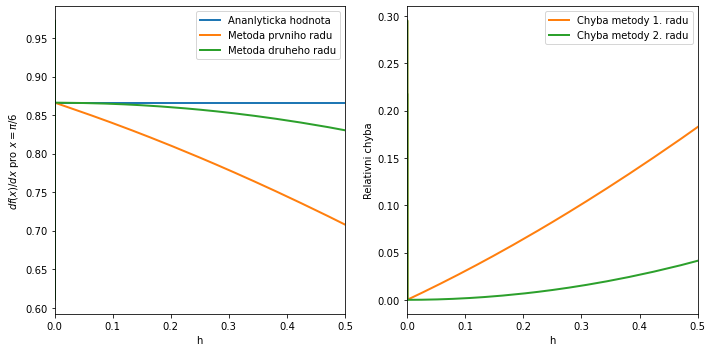 Ananlyticka hodnota
Metoda prvniho radu
Metoda druheho radu
df(x)/dx pro x = π/6
0.95
0.90
0.85
0.80
0.75
0.70
0.65
0.60
0.0 0.1 0.2 0.3 0.4 0.5
h
Chyba metody 1. radu
Chyba metody 2. radu
Relativni chyba
0.30
0.25
0.20
0.15
0.10
0.05
0.00
0.0 0.1 0.2 0.3 0.4 0.5
h